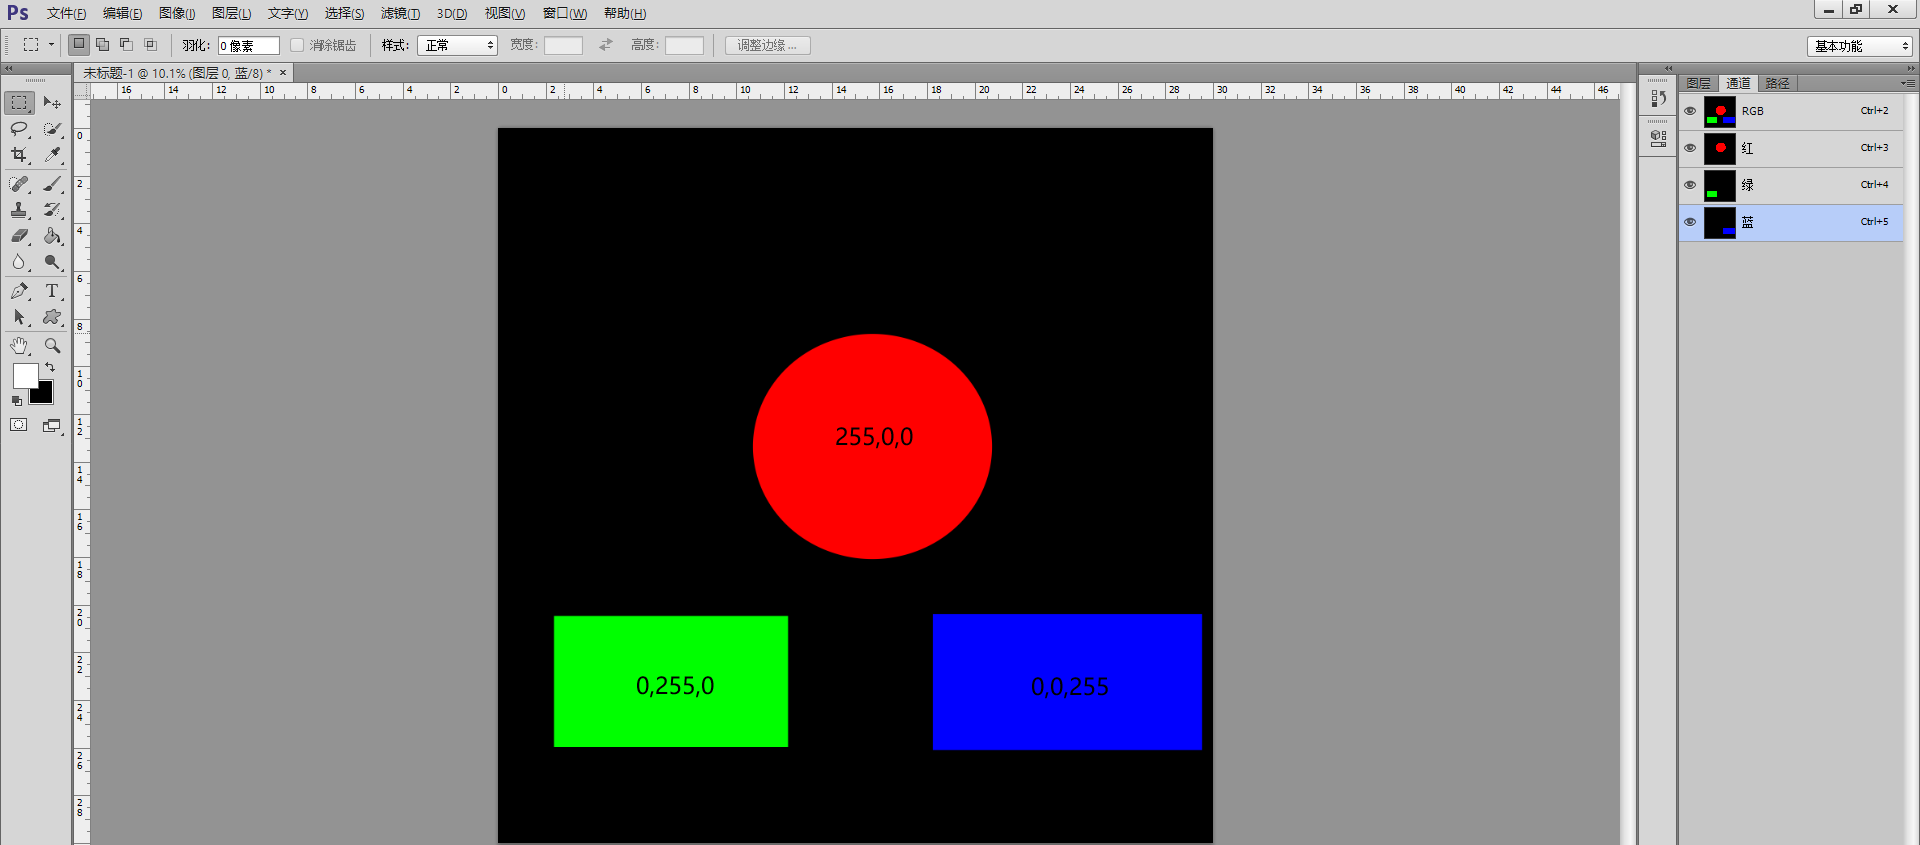 Ps 文件(F) 编辑(E) 图像(I) 图层(L) 文字(Y) 选择(S) 滤镜(T) 3D(D) 视图(V) 窗口(W) 帮助(H)
羽化: 0 像素 消除锯齿 样式: 正常 宽度: 高度: 调整边缘... 基本功能
未标题-1 @ 10.1% (图层 0, 蓝/8) * ×
16 14 12 10 8 6 4 2 0 2 4 6 8 10 12 14 16 18 20 22 24 26 28 30 32 34 36 38 40 42 44 46
图层 通道 路径
RGB Ctrl+2
红 Ctrl+3
绿 Ctrl+4
蓝 Ctrl+5
0
2
4
6
8
10
12
14
16
18
20
22
24
26
28
255,0,0
0,255,0
0,0,255